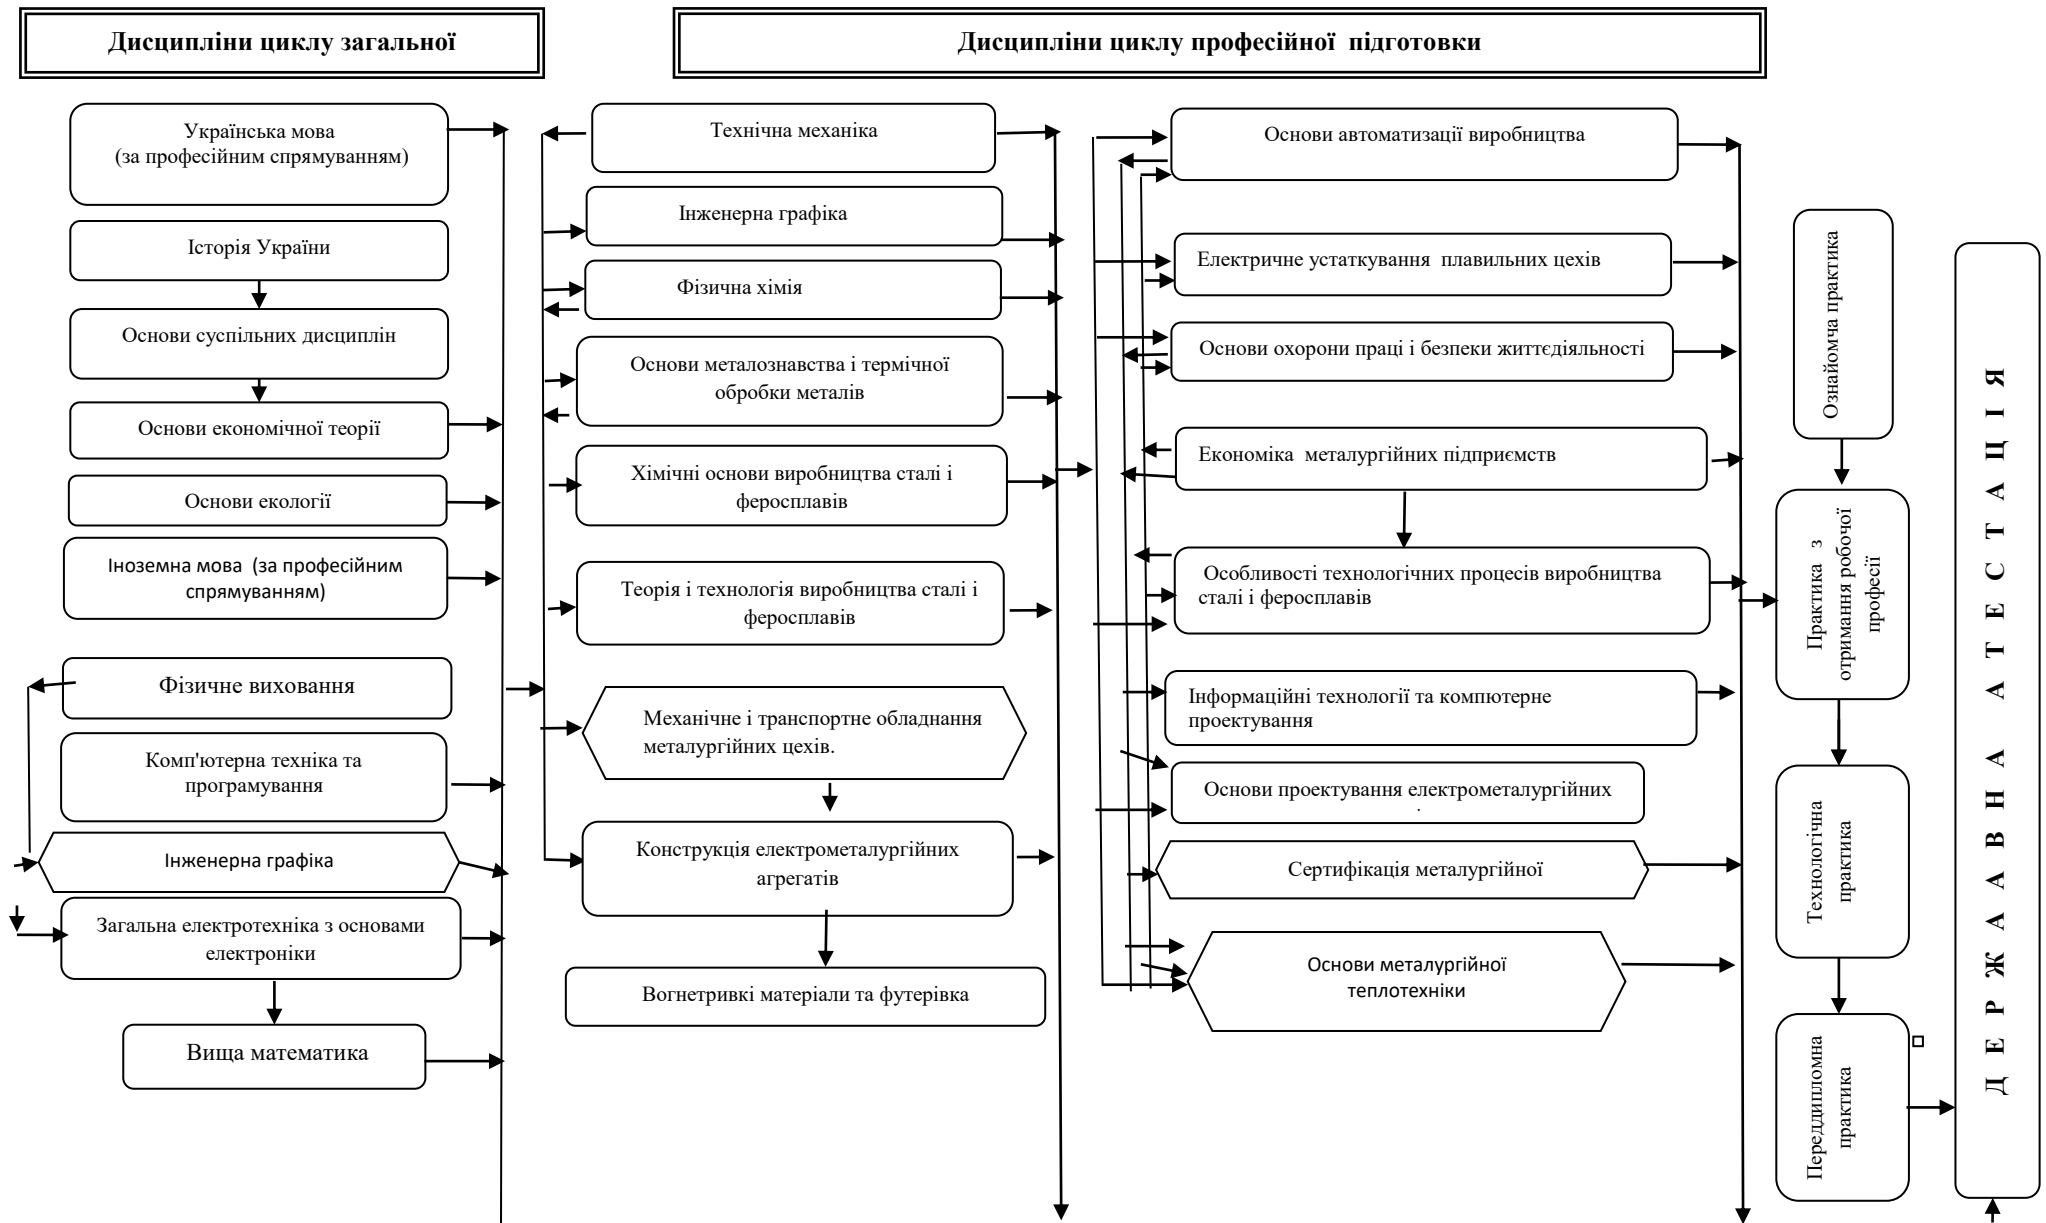 Дисципліни циклу загальної
Дисципліни циклу професійної підготовки
Українська мова
(за професійним спрямуванням)
Історія України
Основи суспільних дисциплін
Основи економічної теорії
Основи екології
Іноземна мова (за професійним
спрямуванням)
Фізичне виховання
Комп'ютерна техніка та
програмування
Інженерна графіка
Загальна електротехніка з основами
електроніки
Вища математика
Технічна механіка
Інженерна графіка
Фізична хімія
Основи металознавства і термічної
обробки металів
Хімічні основи виробництва сталі і
феросплавів
Теорія і технологія виробництва сталі і
феросплавів
Механічне і транспортне обладнання
металургійних цехів.
Конструкція електрометалургійних
агрегатів
Вогнетривкі матеріали та футерівка
Основи автоматизації виробництва
Електричне устаткування плавильних цехів
Основи охорони праці і безпеки життєдіяльності
Економіка металургійних підприємств
Особливості технологічних процесів виробництва
сталі і феросплавів
Інформаційні технології та компютерне
проектування
Основи проектування електрометалургійних
Сертифікація металургійної
Основи металургійної
теплотехніки
Ознайомча практика
Практика з
отримання робочої
професії
Технологічна
практика
Переддипломна
практика
Д Е Р Ж А А В Н А А Т Е С Т А Ц І Я